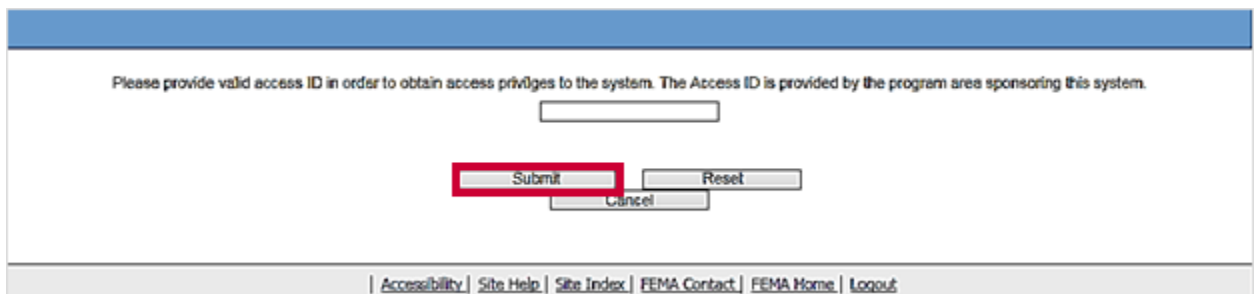 Please provide valid access ID in order to obtain access privilges to the system. The Access ID is provided by the program area sponsoring this system.
Submit Reset
Cancel
| Accessibility | Site Help | Site Index | FEMA Contact | FEMA Home | Logout